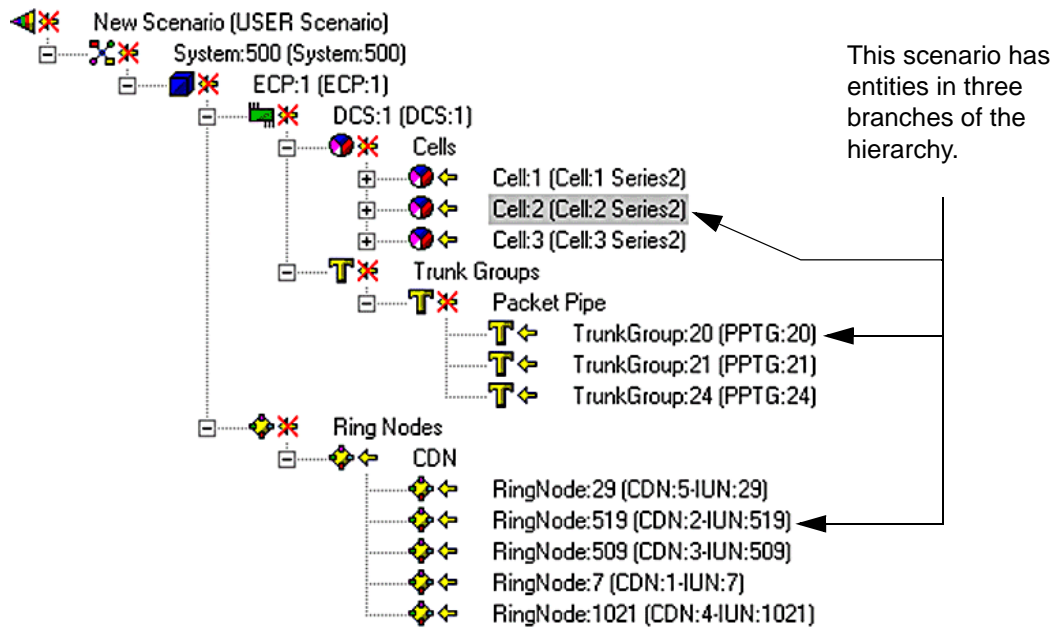 New Scenario (USER Scenario)
System:500 (System:500)
ECP:1 (ECP:1)
DCS:1 (DCS:1)
Cells
Cell:1 (Cell:1 Series2)
Cell:2 (Cell:2 Series2)
Cell:3 (Cell:3 Series2)
Trunk Groups
Packet Pipe
TrunkGroup:20 (PPTG:20)
TrunkGroup:21 (PPTG:21)
TrunkGroup:24 (PPTG:24)
Ring Nodes
CDN
RingNode:29 (CDN:5-IUN:29)
RingNode:519 (CDN:2-IUN:519)
RingNode:509 (CDN:3-IUN:509)
RingNode:7 (CDN:1-IUN:7)
RingNode:1021 (CDN:4-IUN:1021)
This scenario has
entities in three
branches of the
hierarchy.